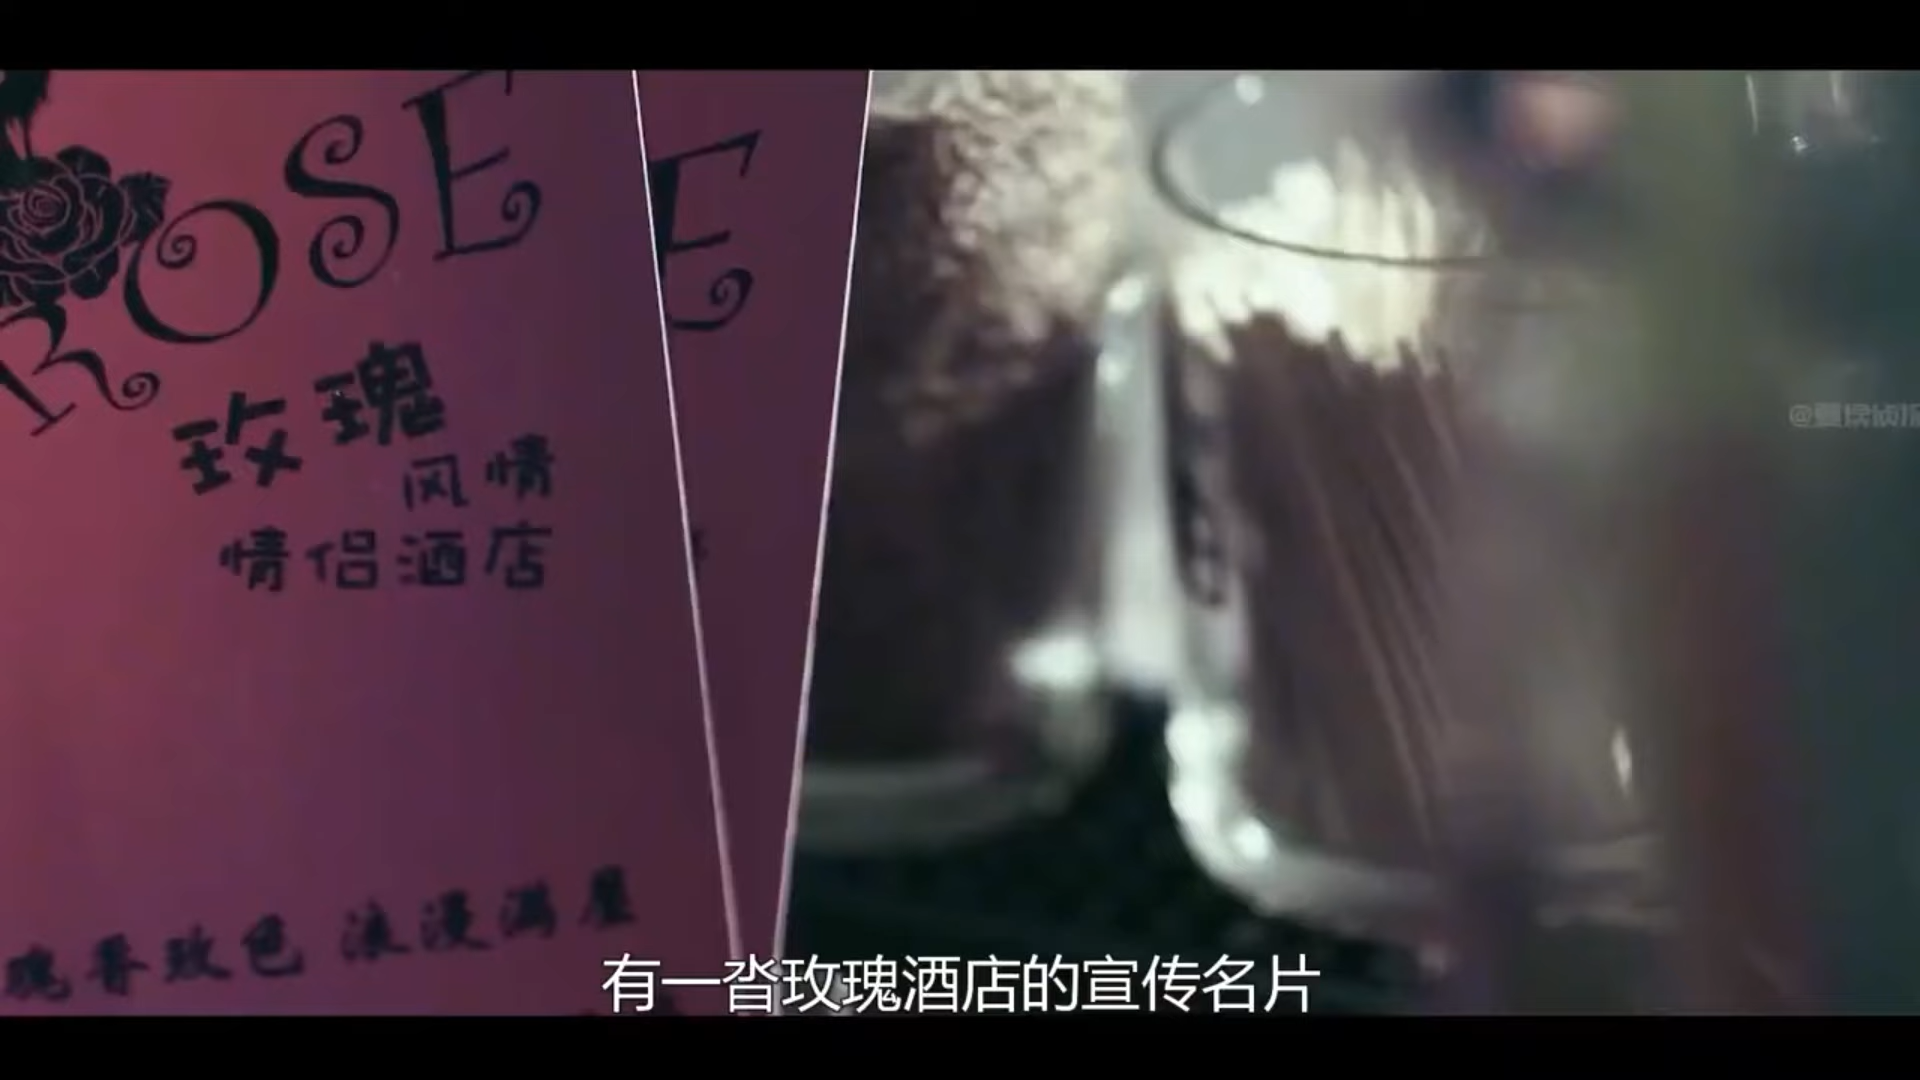 ROSE
E
玫瑰
风情
情侣酒店
瑰香玫色 浪漫满屋
有一沓玫瑰酒店的宣传名片